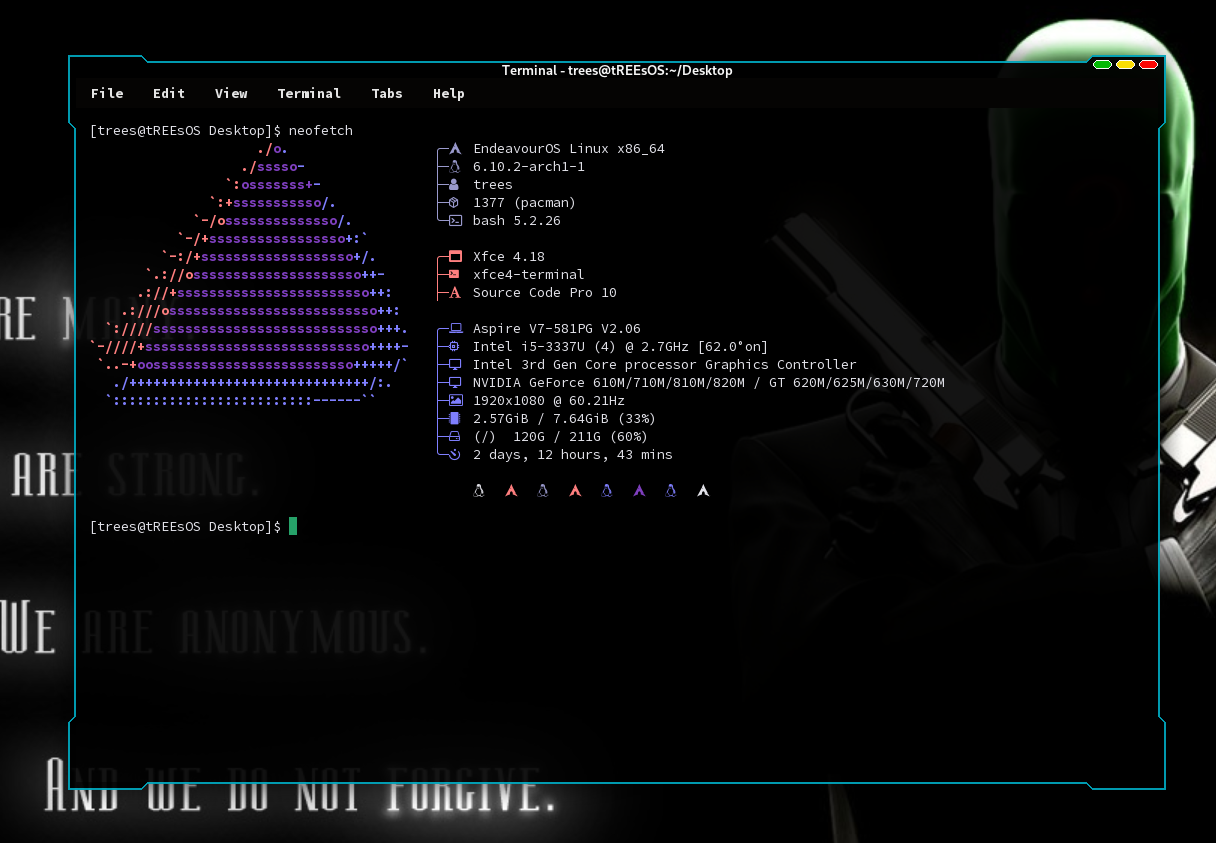 Terminal - trees@tREEsOS:~/Desktop
File Edit View Terminal Tabs Help
[trees@tREEsOS Desktop]$ neofetch
./o.
./sssso-
`:osssssss+-
`:+sssssssssso/.
`-/ossssssssssssso/.
`-/+sssssssssssssssso+:`
`-:/+sssssssssssssssssso+/.
`.://osssssssssssssssssssso++-
.://+ssssssssssssssssssssssso++:
.:///ossssssssssssssssssssssssso++:
`:////ssssssssssssssssssssssssssso+++.
`-////+ssssssssssssssssssssssssssso++++-
`..-+oosssssssssssssssssssssssso+++++/`
./++++++++++++++++++++++++++++++/:.
`:::::::::::::::::::::::::------``
EndeavourOS Linux x86_64
6.10.2-arch1-1
trees
1377 (pacman)
bash 5.2.26
Xfce 4.18
xfce4-terminal
Source Code Pro 10
Aspire V7-581PG V2.06
Intel i5-3337U (4) @ 2.7GHz [62.0°on]
Intel 3rd Gen Core processor Graphics Controller
NVIDIA GeForce 610M/710M/810M/820M / GT 620M/625M/630M/720M
1920x1080 @ 60.21Hz
2.57GiB / 7.64GiB (33%)
(/) 120G / 211G (60%)
2 days, 12 hours, 43 mins
[trees@tREEsOS Desktop]$
RE MANY.
ARE STRONG.
WE ARE ANONYMOUS.
AND WE DO NOT FORGIVE.